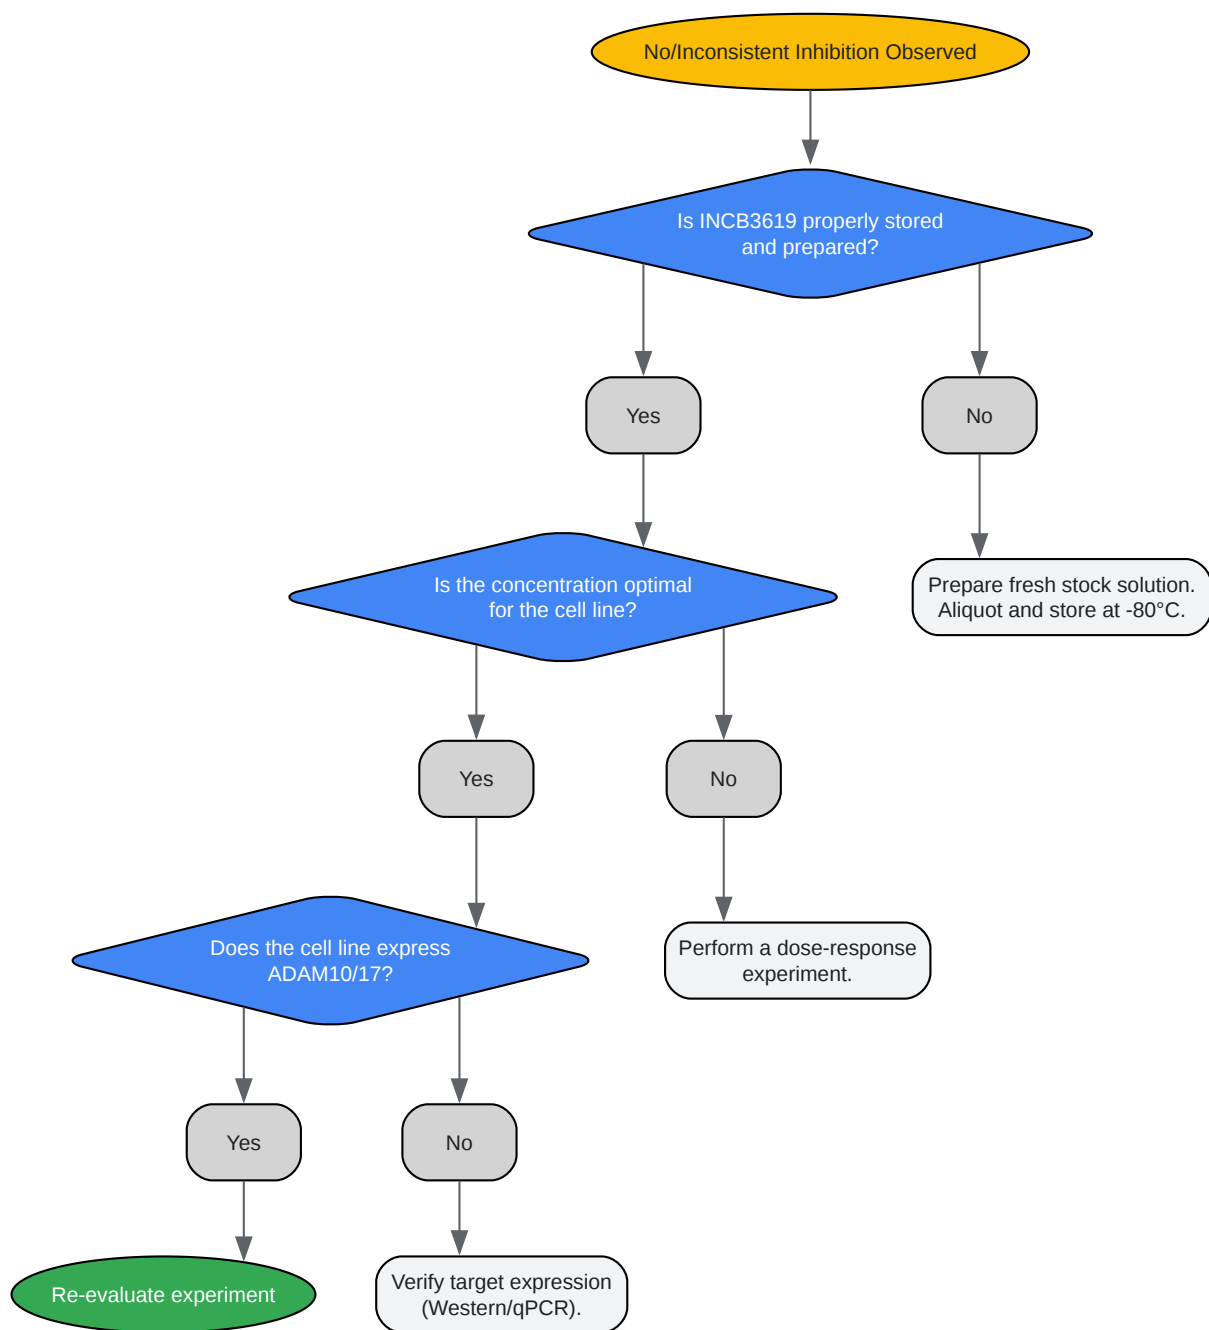 No/Inconsistent Inhibition Observed
Is INCB3619 properly stored
and prepared?
Yes
No
Is the concentration optimal
for the cell line?
Prepare fresh stock solution.
Aliquot and store at -80°C.
Yes
No
Does the cell line express
ADAM10/17?
Perform a dose-response
experiment.
Yes
No
Re-evaluate experiment
Verify target expression
(Western/qPCR).